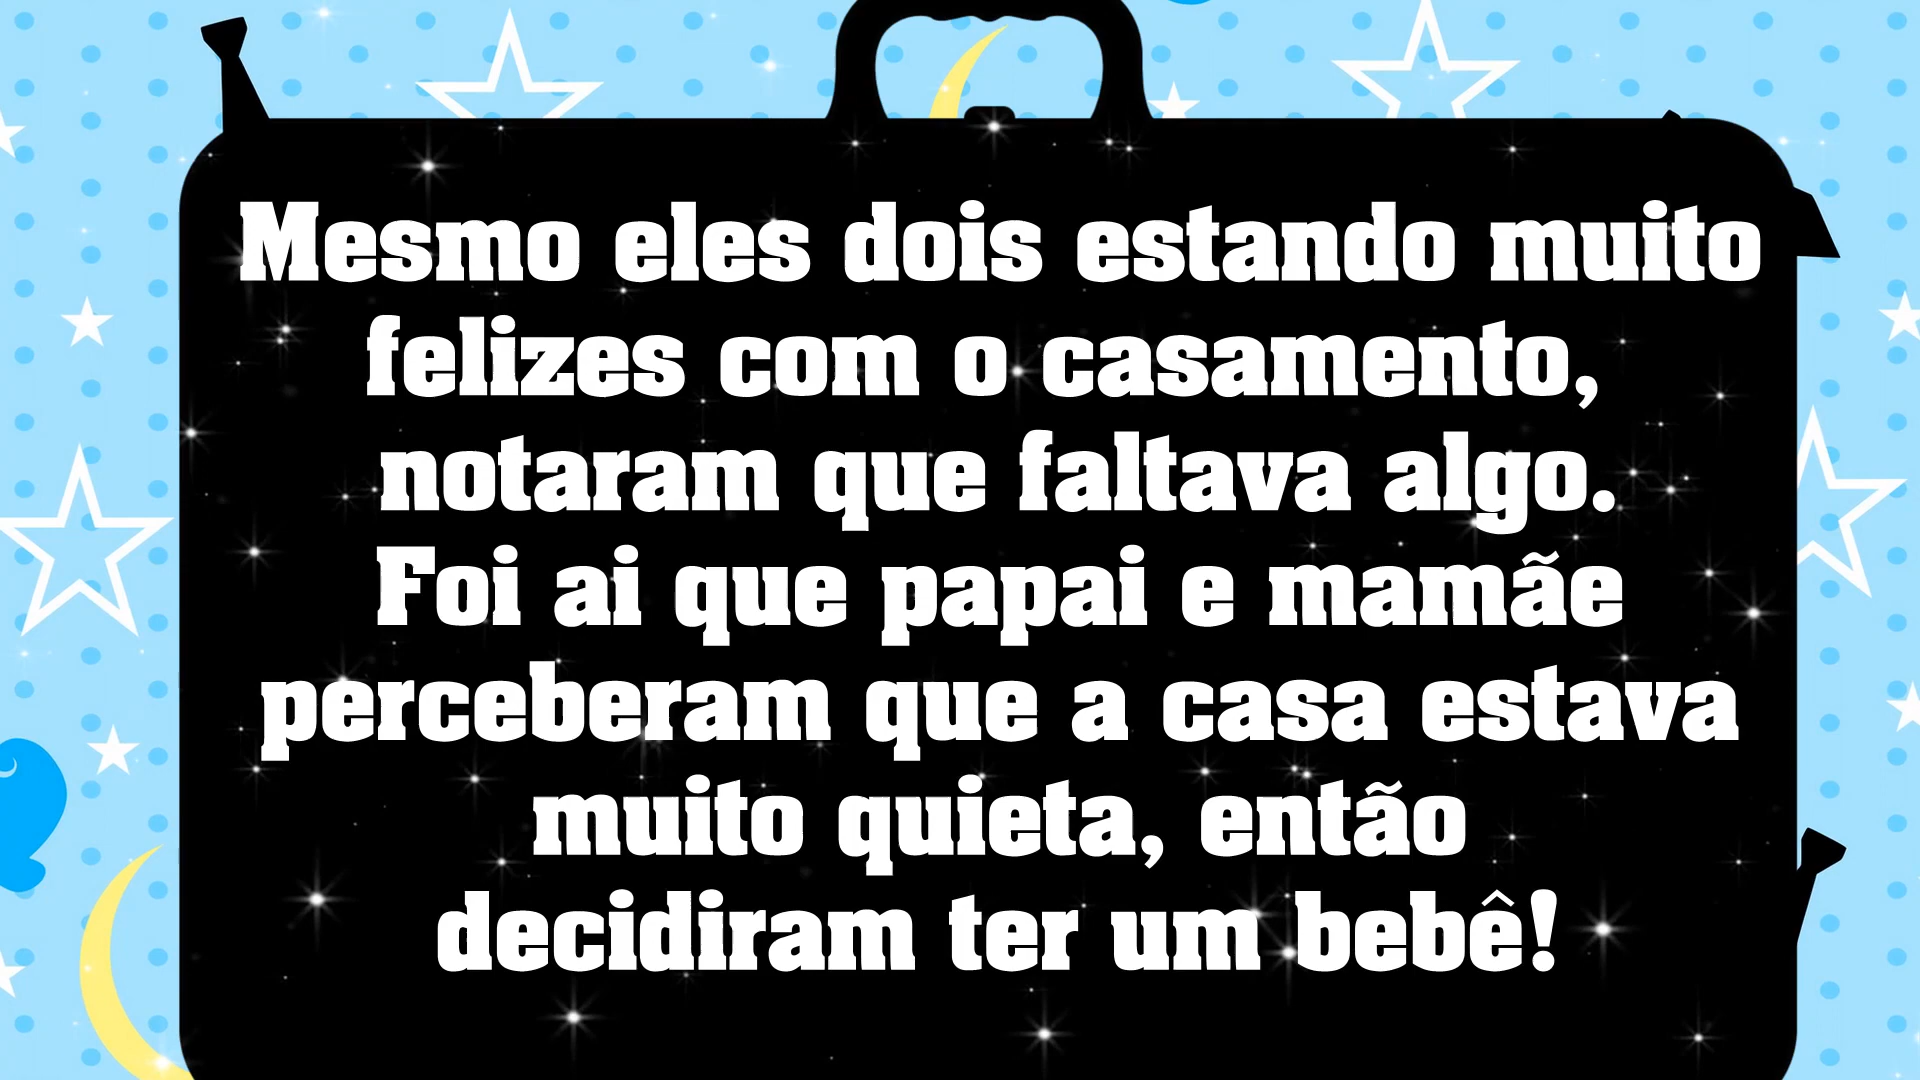 Mesmo eles dois estando muito
felizes com o casamento,
notaram que faltava algo.
Foi ai que papai e mamãe
perceberam que a casa estava
muito quieta, então
decidiram ter um bebê!